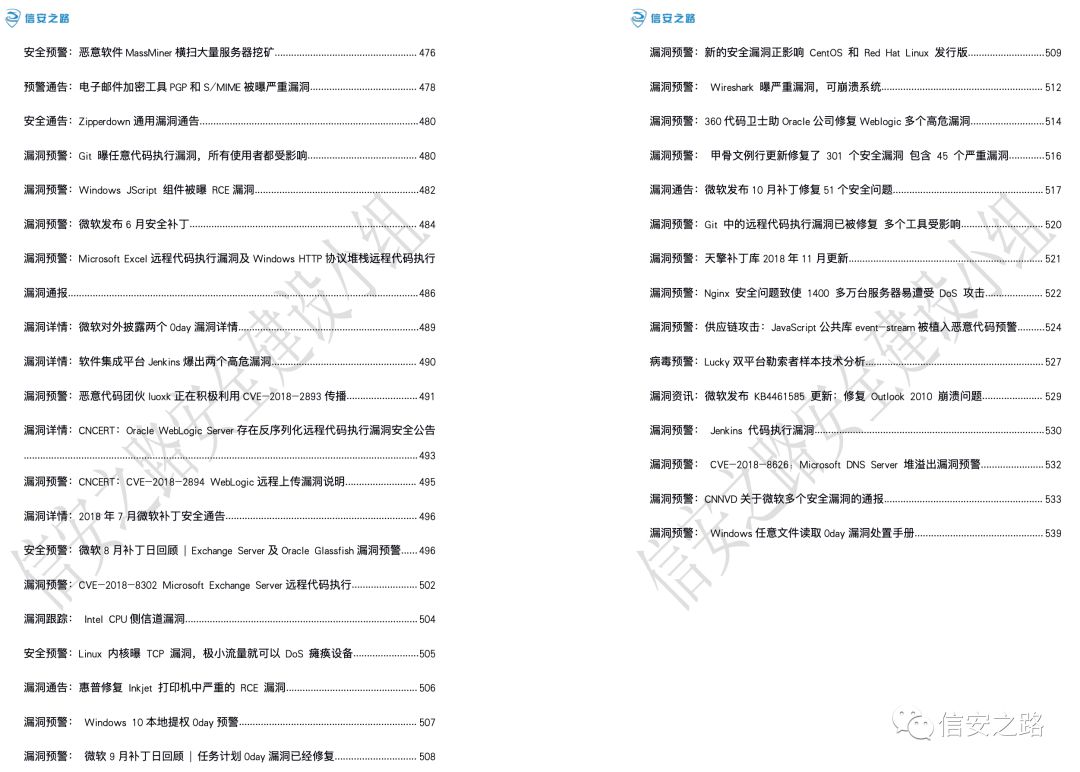 信安之路
安全预警：恶意软件 MassMiner 横扫大量服务器挖矿 476
预警通告：电子邮件加密工具 PGP 和 S/MIME 被曝严重漏洞 478
安全通告：Zipperdown 通用漏洞通告 480
漏洞预警：Git 曝任意代码执行漏洞，所有使用者都受影响 480
漏洞预警：Windows JScript 组件被曝 RCE 漏洞 482
漏洞预警：微软发布 6 月安全补丁 484
漏洞预警：Microsoft Excel 远程代码执行漏洞及 Windows HTTP 协议堆栈远程代码执行
漏洞通报 486
漏洞详情：微软对外披露两个 0day 漏洞详情 489
漏洞详情：软件集成平台 Jenkins 爆出两个高危漏洞 490
漏洞预警：恶意代码团伙 luoxk 正在积极利用 CVE-2018-2893 传播 491
漏洞详情：CNCERT：Oracle WebLogic Server 存在反序列化远程代码执行漏洞安全公告
493
漏洞预警：CNCERT：CVE-2018-2894 WebLogic 远程上传漏洞说明 495
漏洞详情：2018 年 7 月微软补丁安全通告 496
安全预警：微软 8 月补丁日回顾 | Exchange Server 及 Oracle Glassfish 漏洞预警 496
漏洞预警：CVE-2018-8302 Microsoft Exchange Server 远程代码执行 502
漏洞跟踪： Intel CPU 侧信道漏洞 504
安全预警：Linux 内核曝 TCP 漏洞，极小流量就可以 DoS 瘫痪设备 505
漏洞通告：惠普修复 Inkjet 打印机中严重的 RCE 漏洞 506
漏洞预警： Windows 10 本地提权 0day 预警 507
漏洞预警： 微软 9 月补丁日回顾 | 任务计划 0day 漏洞已经修复 508
信安之路建设小组
信安之路
漏洞预警：新的安全漏洞正影响 CentOS 和 Red Hat Linux 发行版 509
漏洞预警： Wireshark 曝严重漏洞，可崩溃系统 512
漏洞预警：360 代码卫士助 Oracle 公司修复 Weblogic 多个高危漏洞 514
漏洞预警： 甲骨文例行更新修复了 301 个安全漏洞 包含 45 个严重漏洞 516
漏洞通告：微软发布 10 月补丁修复 51 个安全问题 517
漏洞预警：Git 中的远程代码执行漏洞已被修复 多个工具受影响 520
漏洞预警：天擎补丁库 2018 年 11 月更新 521
漏洞预警：Nginx 安全问题致使 1400 多万台服务器易遭受 DoS 攻击 522
漏洞预警：供应链攻击：JavaScript 公共库 event-stream 被植入恶意代码预警 524
病毒预警：Lucky 双平台勒索者样本技术分析 527
漏洞资讯：微软发布 KB4461585 更新：修复 Outlook 2010 崩溃问题 529
漏洞预警： Jenkins 代码执行漏洞 530
漏洞预警： CVE-2018-8626：Microsoft DNS Server 堆溢出漏洞预警 532
漏洞预警：CNNVD 关于微软多个安全漏洞的通报 533
漏洞预警： Windows 任意文件读取 0day 漏洞处置手册 539
信安之路安全建设小组
信安之路